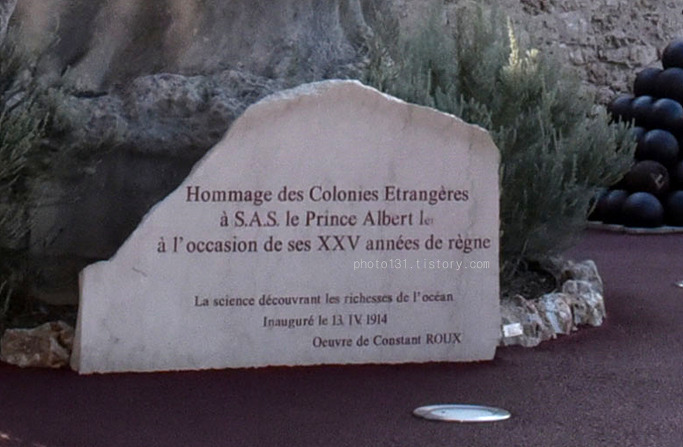 Hommage des Colonies Etrangères
à S.A.S. le Prince Albert Ier
à l'occasion de ses XXV années de règne
photo131.tistory.com
La science découvrant les richesses de l'océan
Inauguré le 13. IV. 1914
Oeuvre de Constant ROUX